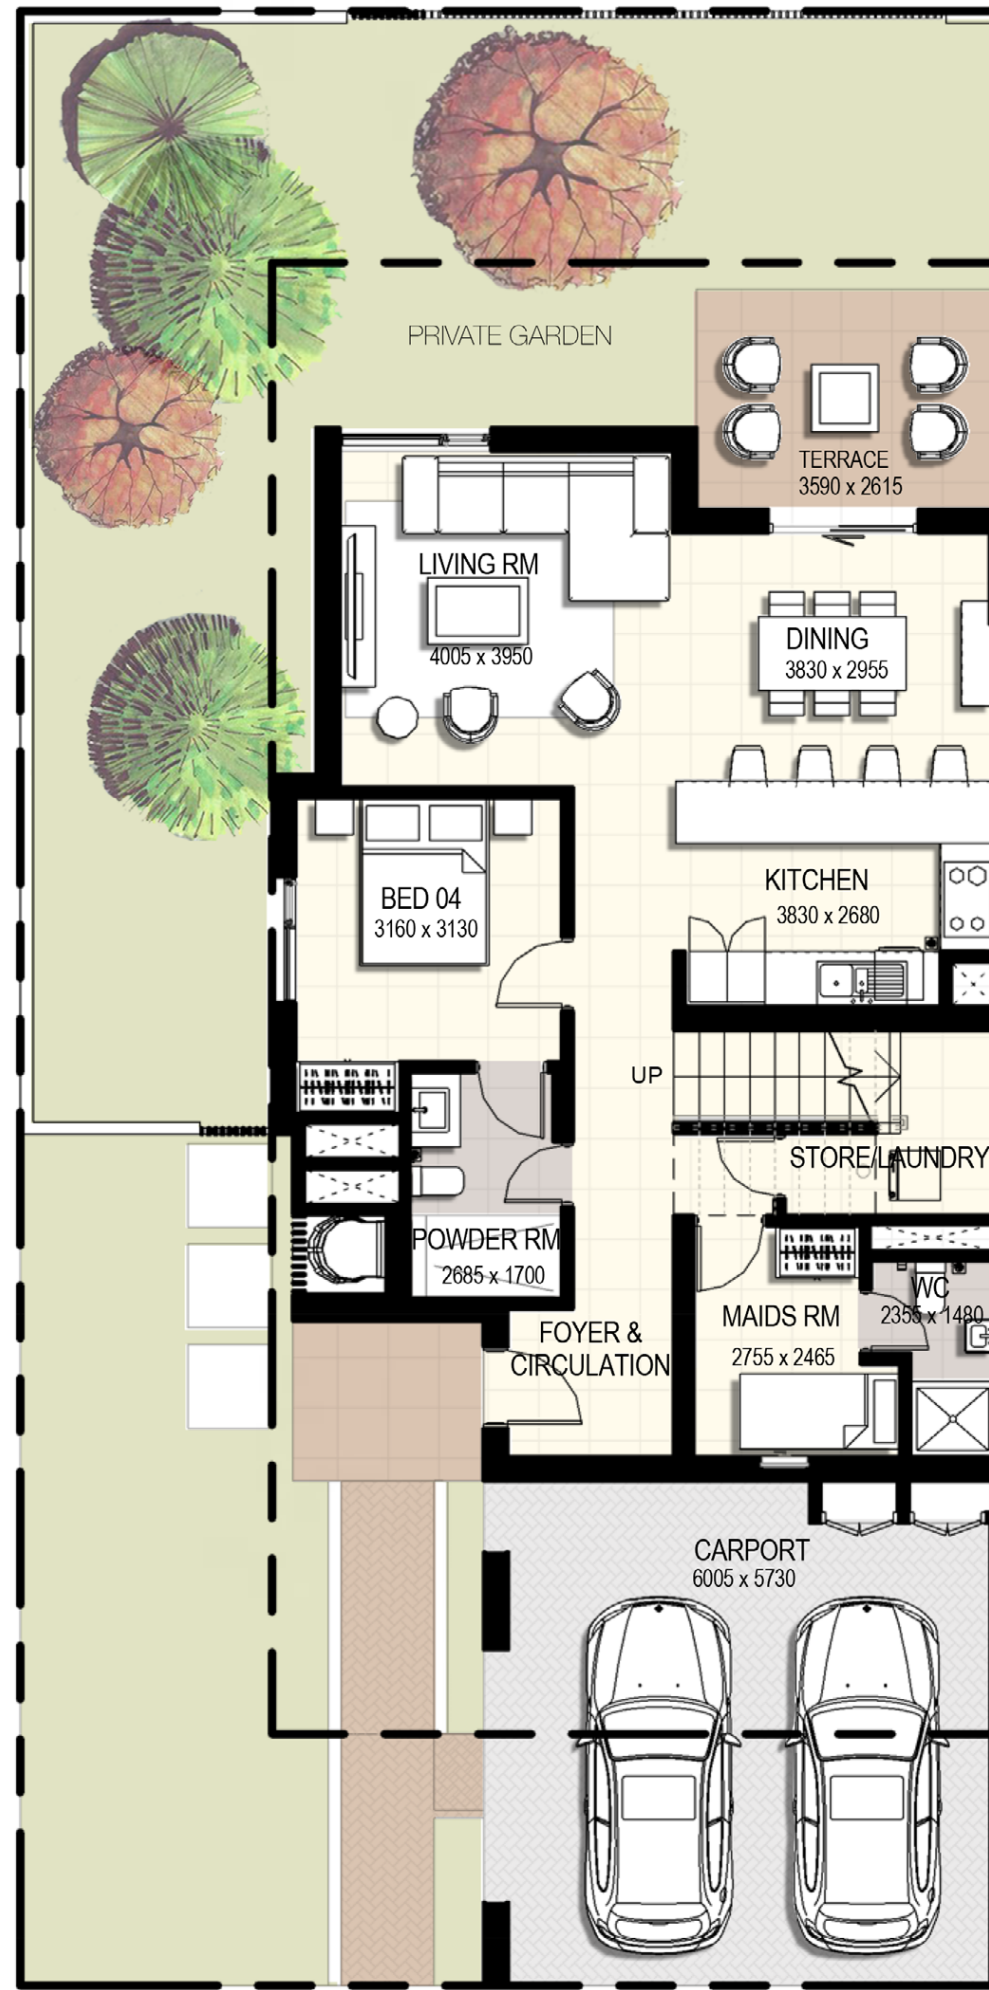 PRIVATE GARDEN
TERRACE
3590 x 2615
LIVING RM
4005 x 3950
DINING
3830 x 2955
KITCHEN
3830 x 2680
BED 04
3160 x 3130
UP
STORE/LAUNDRY
POWDER RM
2685 x 1700
WC
2355 x 1480
MAIDS RM
2755 x 2465
FOYER &
CIRCULATION
CARPORT
6005 x 5730